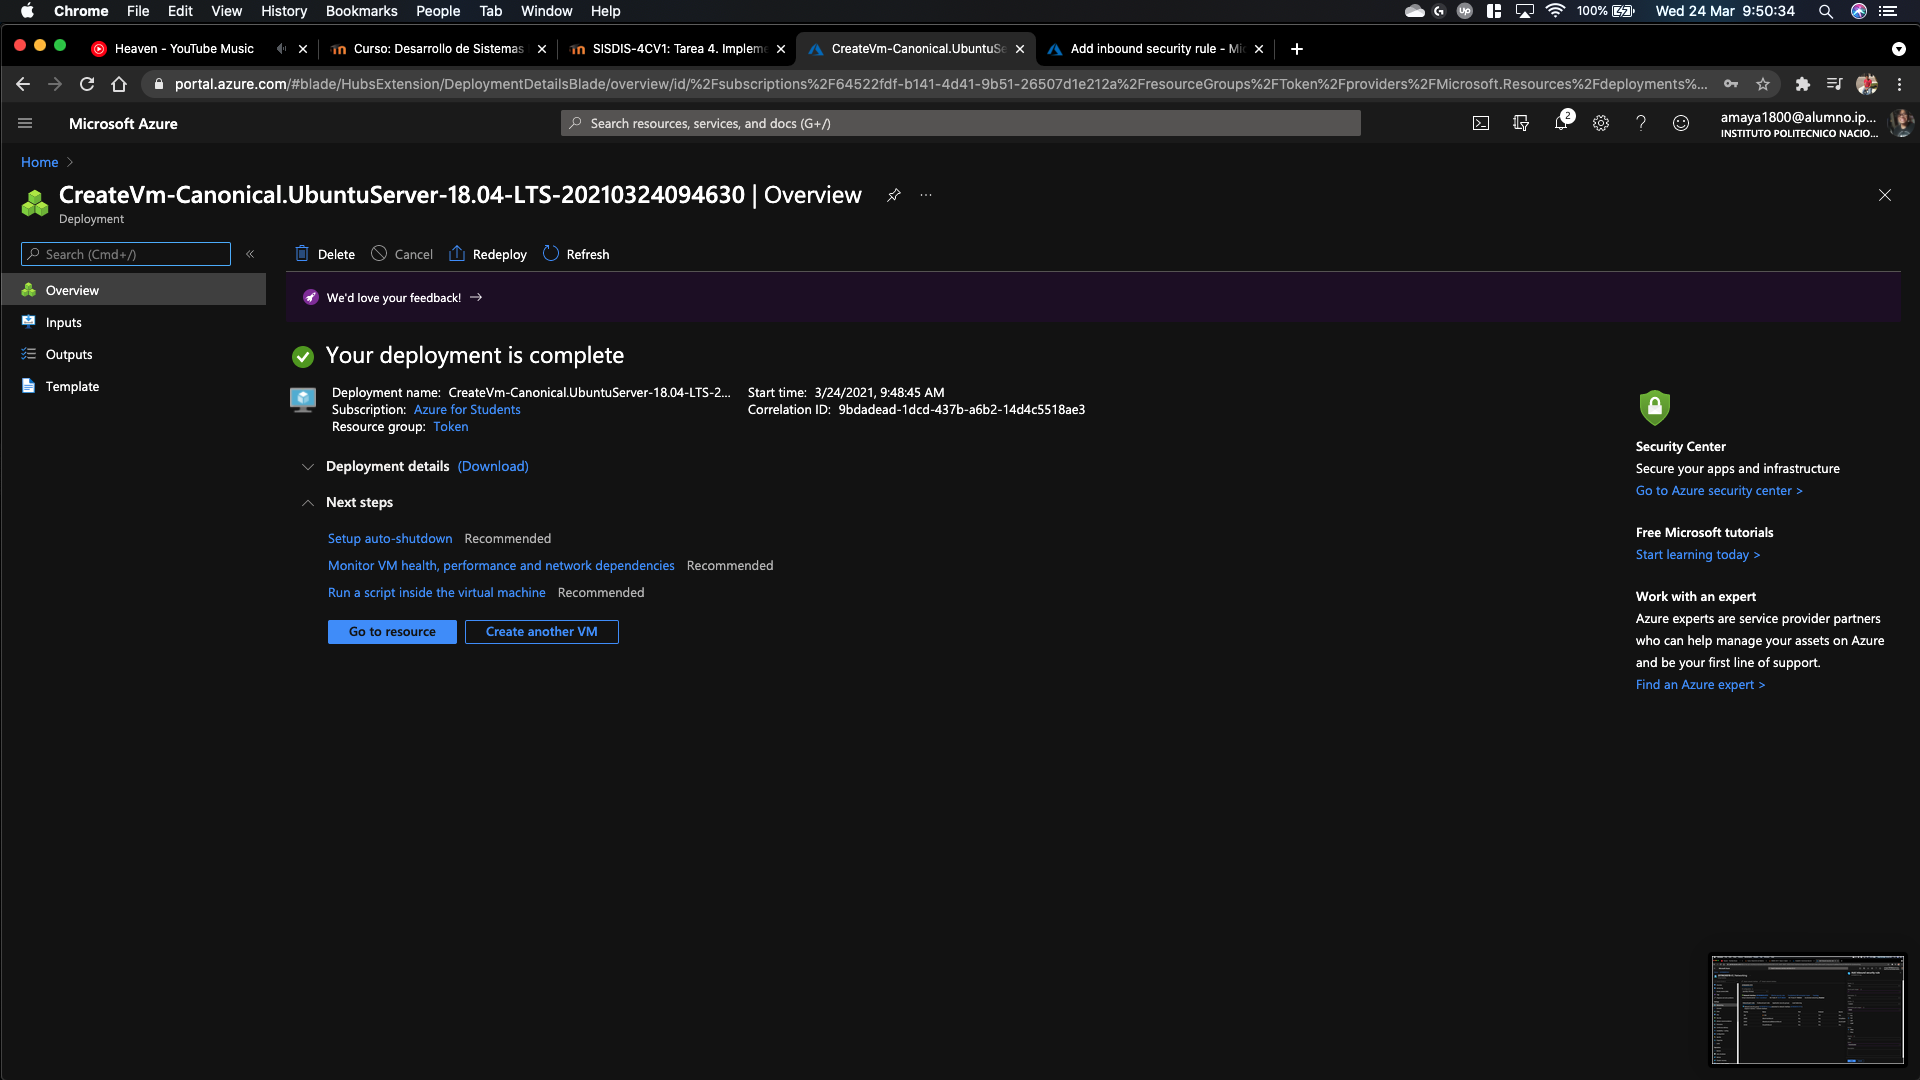 Chrome File Edit View History Bookmarks People Tab Window Help
100% Wed 24 Mar 9:50:34
Heaven - YouTube Music
Curso: Desarrollo de Sistemas
SISDIS-4CV1: Tarea 4. Impleme
CreateVm-Canonical.UbuntuSe
Add inbound security rule - Mi
portal.azure.com/#blade/HubsExtension/DeploymentDetailsBlade/overview/id/%2Fsubscriptions%2F64522fdf-b141-4d41-9b51-26507d1e212a%2FresourceGroups%2FToken%2Fproviders%2FMicrosoft.Resources%2Fdeployments%...
Microsoft Azure
Search resources, services, and docs (G+/)
2
amaya1800@alumno.ip...
INSTITUTO POLITECNICO NACIO...
Home
CreateVm-Canonical.UbuntuServer-18.04-LTS-20210324094630 | Overview
Deployment
Search (Cmd+/)
Overview
Inputs
Outputs
Template
Delete Cancel Redeploy Refresh
We'd love your feedback! →
Your deployment is complete
Deployment name: CreateVm-Canonical.UbuntuServer-18.04-LTS-2...
Subscription: Azure for Students
Resource group: Token
Start time: 3/24/2021, 9:48:45 AM
Correlation ID: 9bdadead-1dcd-437b-a6b2-14d4c5518ae3
Deployment details (Download)
Next steps
Setup auto-shutdown Recommended
Monitor VM health, performance and network dependencies Recommended
Run a script inside the virtual machine Recommended
Go to resource
Create another VM
Security Center
Secure your apps and infrastructure
Go to Azure security center >
Free Microsoft tutorials
Start learning today >
Work with an expert
Azure experts are service provider partners
who can help manage your assets on Azure
and be your first line of support.
Find an Azure expert >